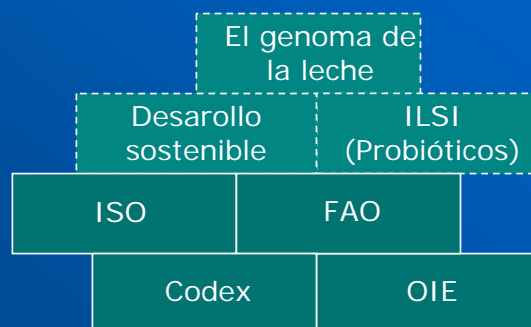 El genoma de
la leche
Desarollo
sostenible
ILSI
(Probióticos)
ISO
FAO
Codex
OIE